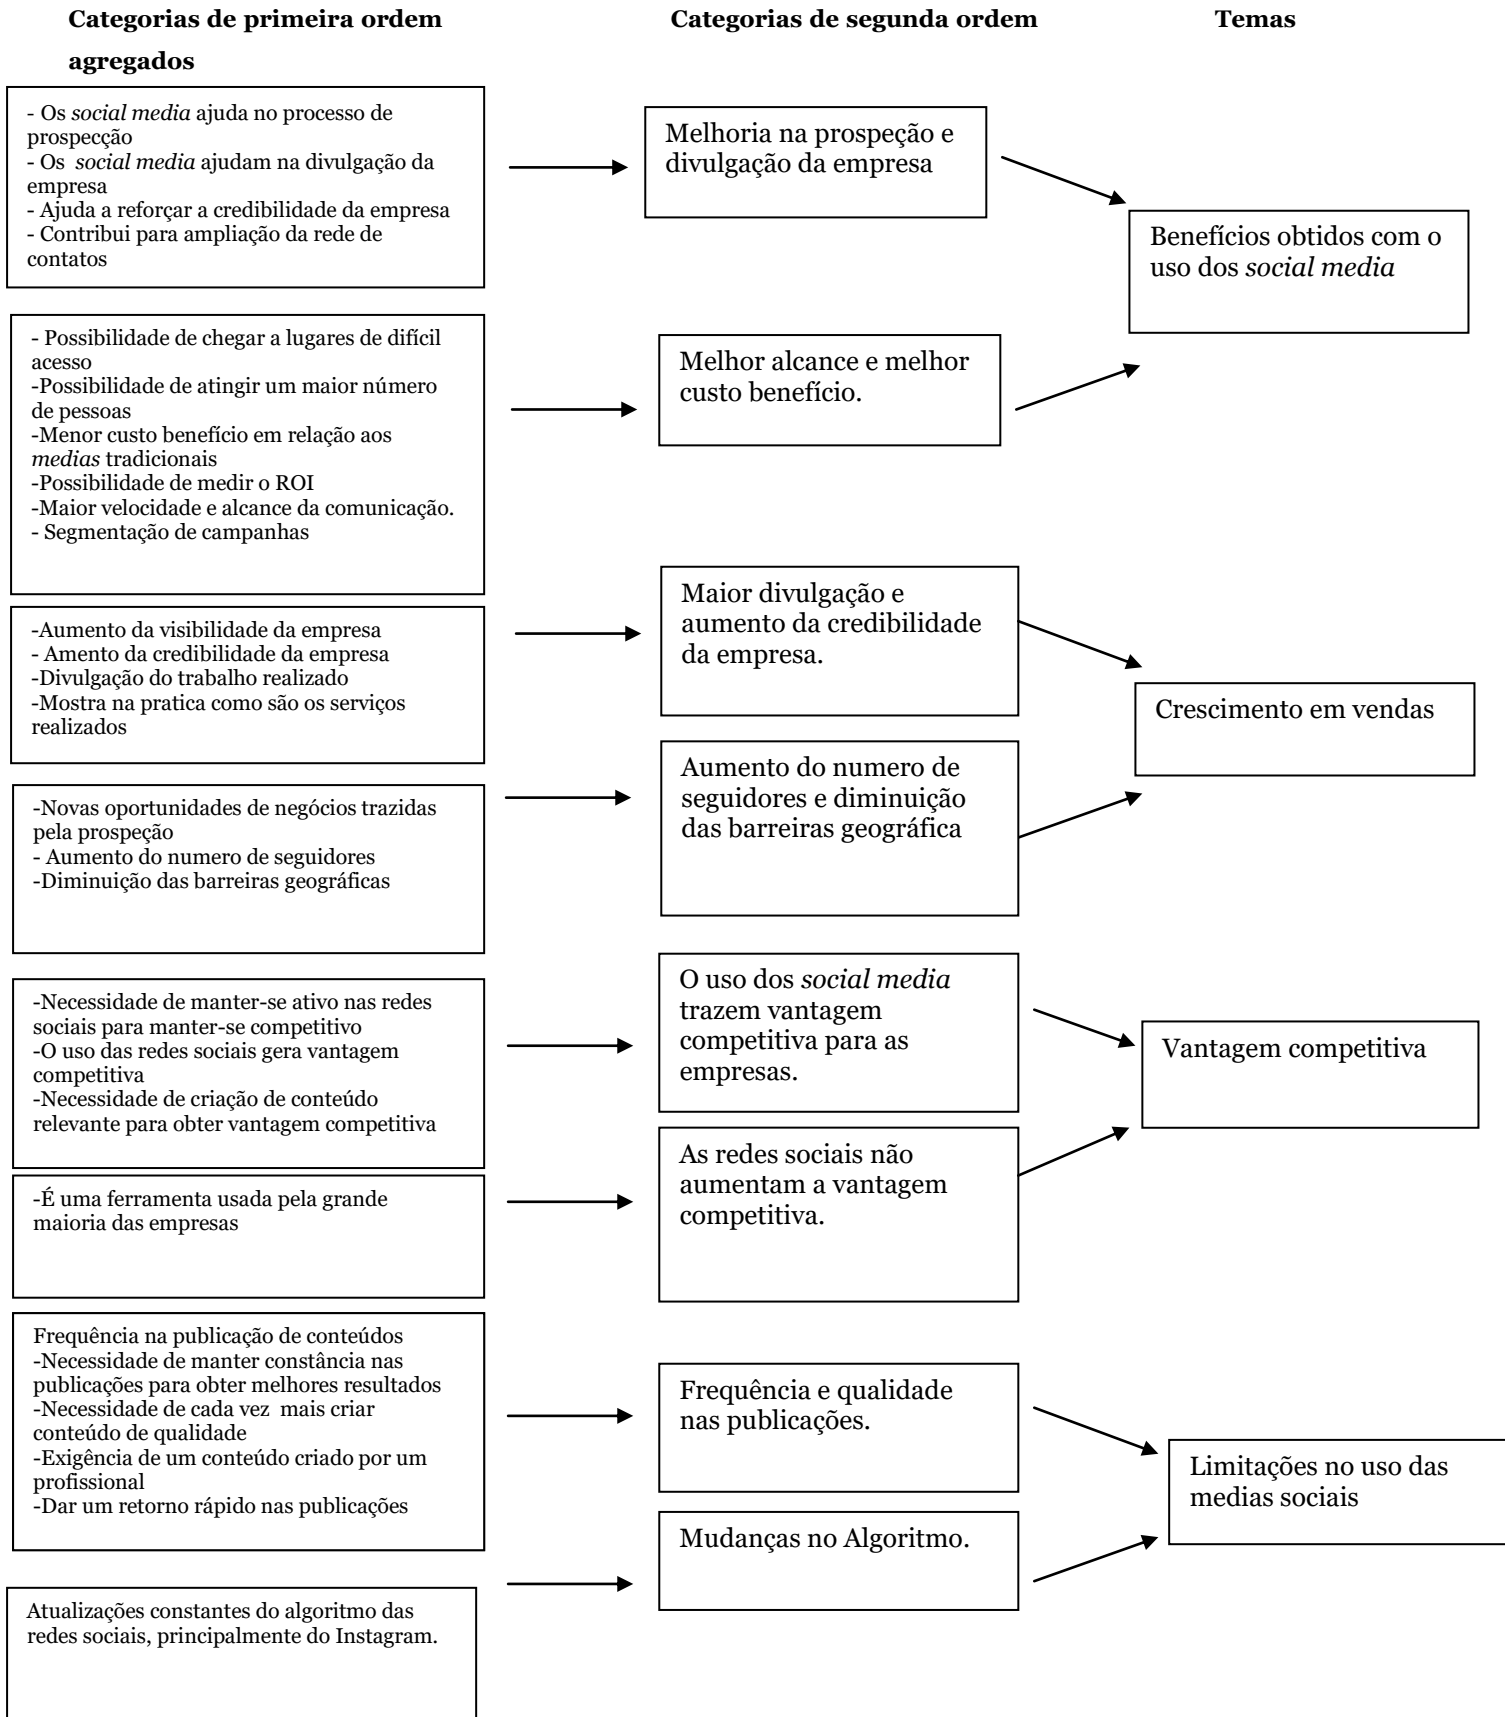 Categorias de primeira ordem
agregados
Categorias de segunda ordem
Temas
- Os social media ajuda no processo de
prospecção
- Os  social media ajudam na divulgação da
empresa
- Ajuda a reforçar a credibilidade da empresa
- Contribui para ampliação da rede de
contatos
Melhoria na prospeção e
divulgação da empresa
Benefícios obtidos com o
uso dos social media
- Possibilidade de chegar a lugares de difícil
acesso
-Possibilidade de atingir um maior número
de pessoas
-Menor custo benefício em relação aos
medias tradicionais
-Possibilidade de medir o ROI
-Maior velocidade e alcance da comunicação.
- Segmentação de campanhas
Melhor alcance e melhor
custo benefício.
-Aumento da visibilidade da empresa
- Amento da credibilidade da empresa
-Divulgação do trabalho realizado
-Mostra na pratica como são os serviços
realizados
Maior divulgação e
aumento da credibilidade
da empresa.
Crescimento em vendas
-Novas oportunidades de negócios trazidas
pela prospeção
- Aumento do numero de seguidores
-Diminuição das barreiras geográficas
Aumento do numero de
seguidores e diminuição
das barreiras geográfica
-Necessidade de manter-se ativo nas redes
sociais para manter-se competitivo
-O uso das redes sociais gera vantagem
competitiva
-Necessidade de criação de conteúdo
relevante para obter vantagem competitiva
O uso dos social media
trazem vantagem
competitiva para as
empresas.
Vantagem competitiva
-É uma ferramenta usada pela grande
maioria das empresas
As redes sociais não
aumentam a vantagem
competitiva.
Frequência na publicação de conteúdos
-Necessidade de manter constância nas
publicações para obter melhores resultados
-Necessidade de cada vez  mais criar
conteúdo de qualidade
-Exigência de um conteúdo criado por um
profissional
-Dar um retorno rápido nas publicações
Frequência e qualidade
nas publicações.
Limitações no uso das
medias sociais
Mudanças no Algoritmo.
Atualizações constantes do algoritmo das
redes sociais, principalmente do Instagram.